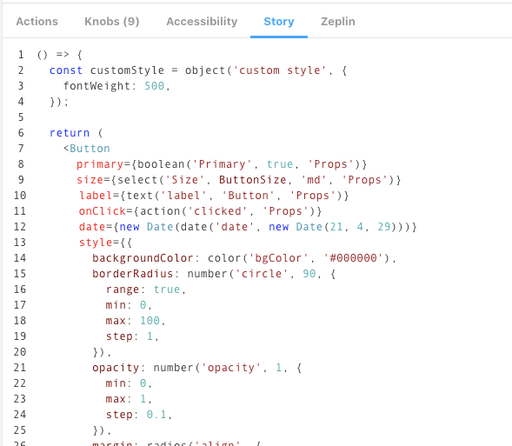 Actions Knobs (9) Accessibility Story Zeplin
1 () => {
2 const customStyle = object('custom style', {
3 fontWeight: 500,
4 });
5
6 return (
7 <Button
8 primary={boolean('Primary', true, 'Props')}
9 size={select('Size', ButtonSize, 'md', 'Props')}
10 label={text('label', 'Button', 'Props')}
11 onClick={action('clicked', 'Props')}
12 date={new Date(date('date', new Date(21, 4, 29)))}
13 style={{
14 backgroundColor: color('bgColor', '#000000'),
15 borderRadius: number('circle', 90, {
16 range: true,
17 min: 0,
18 max: 100,
19 step: 1,
20 }),
21 opacity: number('opacity', 1, {
22 min: 0,
23 max: 1,
24 step: 0.1,
25 }),
26 margin: radios('align', {